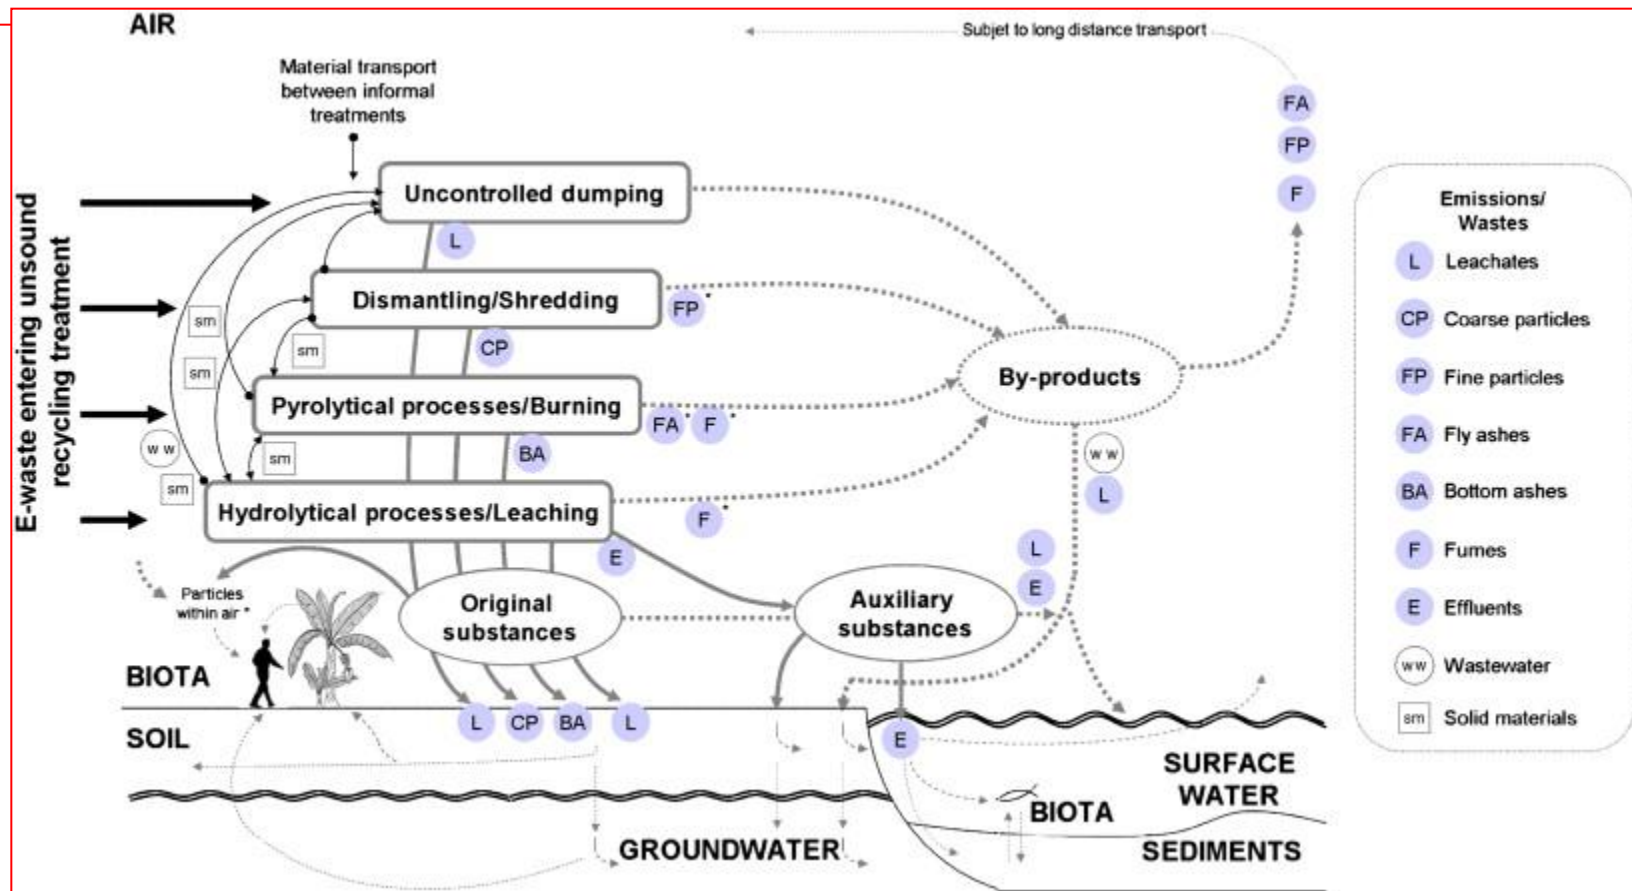 AIR
Subjet to long distance transport
Material transport
between informal
treatments
FA
FP
F
E-waste entering unsound
recycling treatment
Uncontrolled dumping
L
Dismantling/Shredding
FP*
sm
sm
sm
CP
By-products
Pyrolytical processes/Burning
FA* F*
BA
w w
sm
sm
w w
L
Hydrolytical processes/Leaching
F*
E
L
E
Particles
within air *
Original
substances
Auxiliary
substances
BIOTA
L CP BA L
SOIL
E
SURFACE
WATER
BIOTA
GROUNDWATER
SEDIMENTS
Emissions/
Wastes
L Leachates
CP Coarse particles
FP Fine particles
FA Fly ashes
BA Bottom ashes
F Fumes
E Effluents
w w Wastewater
sm Solid materials